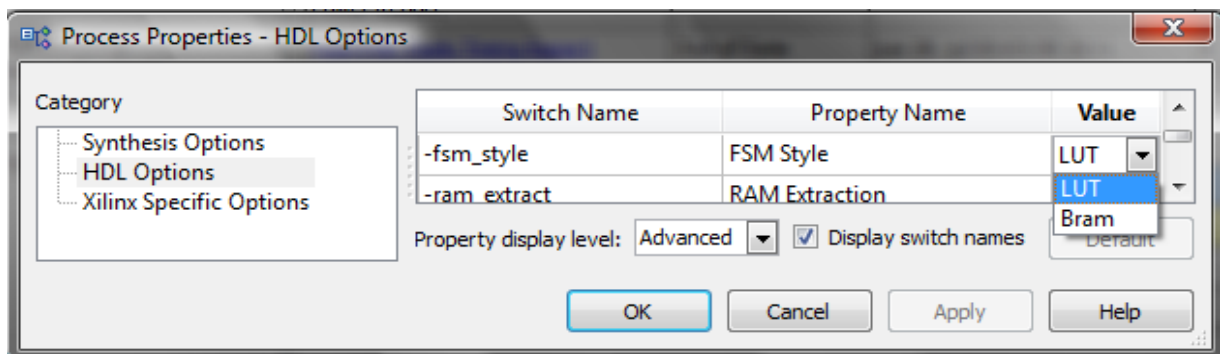 Process Properties - HDL Options
Category
Synthesis Options
HDL Options
Xilinx Specific Options
Switch Name Property Name Value
-fsm_style FSM Style LUT
-ram_extract RAM Extraction
LUT
Bram
Property display level: Advanced Display switch names Default
OK Cancel Apply Help